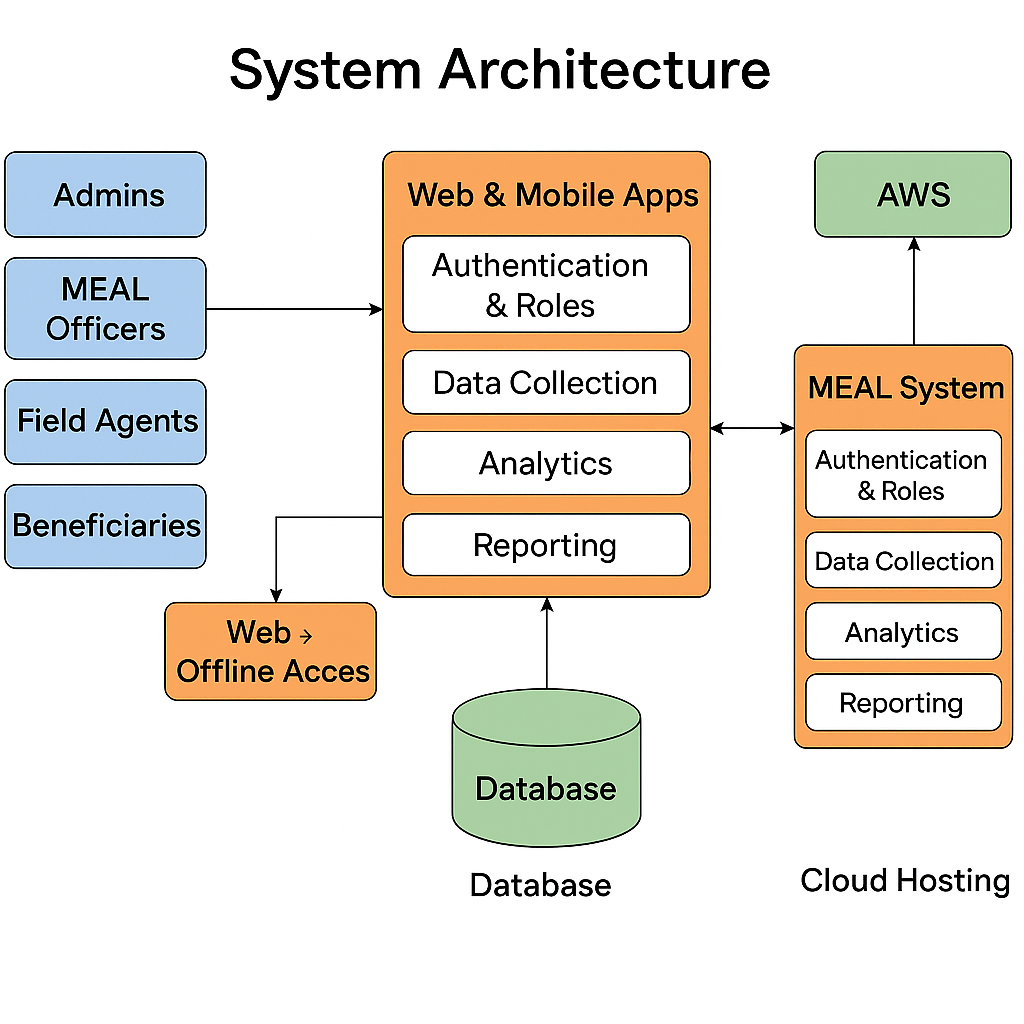 System Architecture
Admins
MEAL
Officers
Field Agents
Beneficiaries
Web & Mobile Apps
Authentication
& Roles
Data Collection
Analytics
Reporting
Web →
Offline Acces
Database
Database
AWS
MEAL System
Authentication
& Roles
Data Collection
Analytics
Reporting
Cloud Hosting